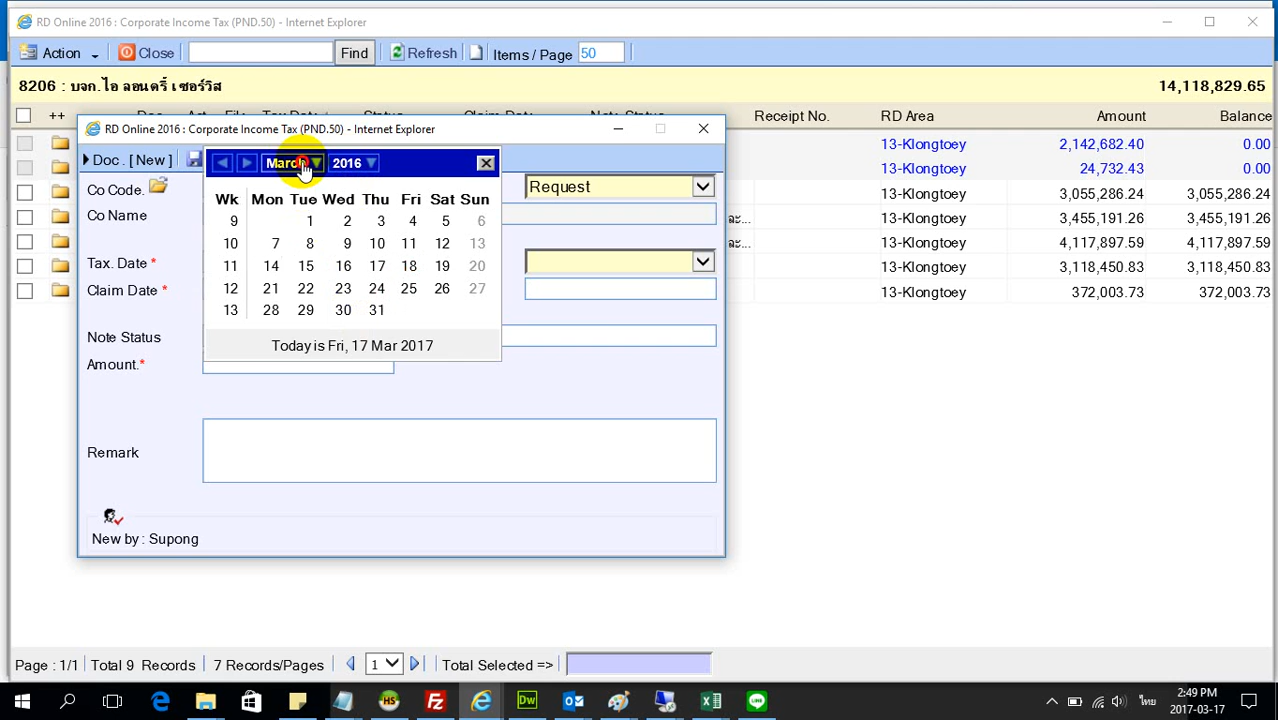 RD Online 2016 : Corporate Income Tax (PND.50) - Internet Explorer
Action Close Find Refresh Items / Page 50
8206 : บจก.ไอ ลอนดรี้ เซอร์วิส 14,118,829.65
++ Receipt No. RD Area Amount Balance
RD Online 2016 : Corporate Income Tax (PND.50) - Internet Explorer
13-Klongtoey 2,142,682.40 0.00
13-Klongtoey 24,732.43 0.00
13-Klongtoey 3,055,286.24 3,055,286.24
ละ... 13-Klongtoey 3,455,191.26 3,455,191.26
ละ... 13-Klongtoey 4,117,897.59 4,117,897.59
13-Klongtoey 3,118,450.83 3,118,450.83
13-Klongtoey 372,003.73 372,003.73
Doc . [ New ]
March 2016
Co Code. Request
Co Name
Tax. Date *
Claim Date *
Note Status
Amount.*
Remark
Wk Mon Tue Wed Thu Fri Sat Sun
9 1 2 3 4 5 6
10 7 8 9 10 11 12 13
11 14 15 16 17 18 19 20
12 21 22 23 24 25 26 27
13 28 29 30 31
Today is Fri, 17 Mar 2017
New by : Supong
Page : 1/1 Total 9 Records 7 Records/Pages 1 Total Selected =>
ไทย 2:49 PM
2017-03-17